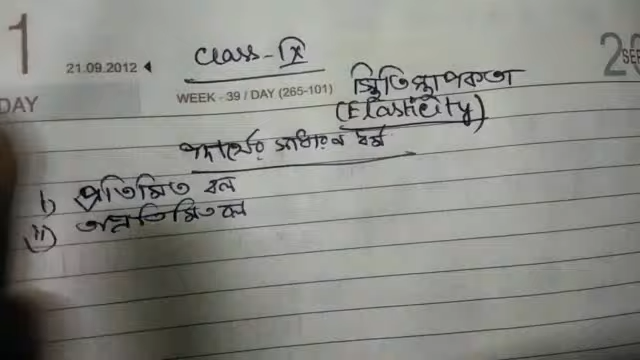 1
21.09.2012
Class - IX
WEEK - 39 / DAY (265-101)
DAY
স্থিতিস্থাপকতা
(Elasticity)
পদার্থের সাধারন ধর্ম
i) প্রতিমিত বল
ii) অপ্রতিমিত বল